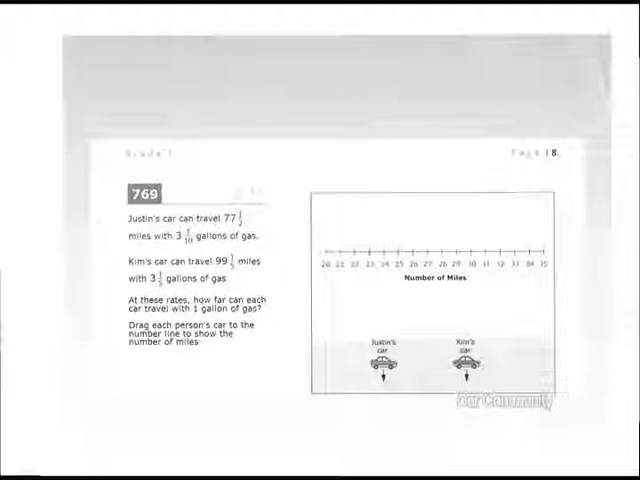 Page 18.
769
Justin's car can travel 77 1/2
miles with 3 1/10 gallons of gas.
Kim's car can travel 99 1/5 miles
with 3 1/5 gallons of gas
At these rates, how far can each
car travel with 1 gallon of gas?
Drag each person's car to the
number line to show the
number of miles
20 21 22 23 24 25 26 27 28 29 30 31 32 33 34 35
Number of Miles
Justin's Kim's
car car
Our Community